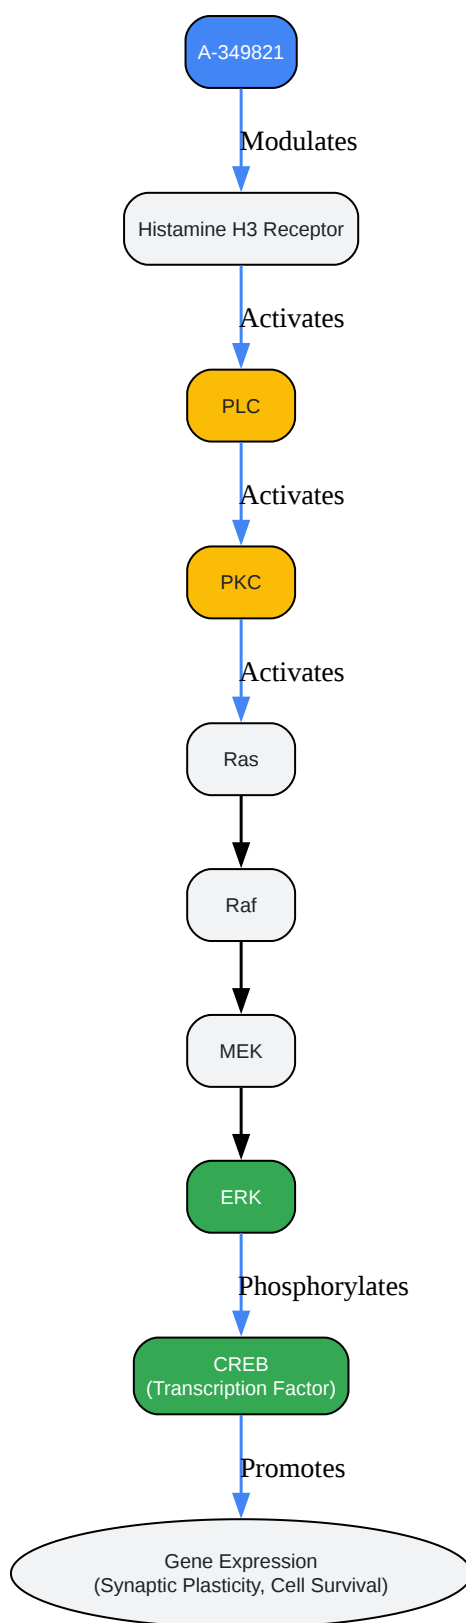 A-349821
Modulates
Histamine H3 Receptor
Activates
PLC
Activates
PKC
Activates
Ras
Raf
MEK
ERK
Phosphorylates
CREB
(Transcription Factor)
Promotes
Gene Expression
(Synaptic Plasticity, Cell Survival)